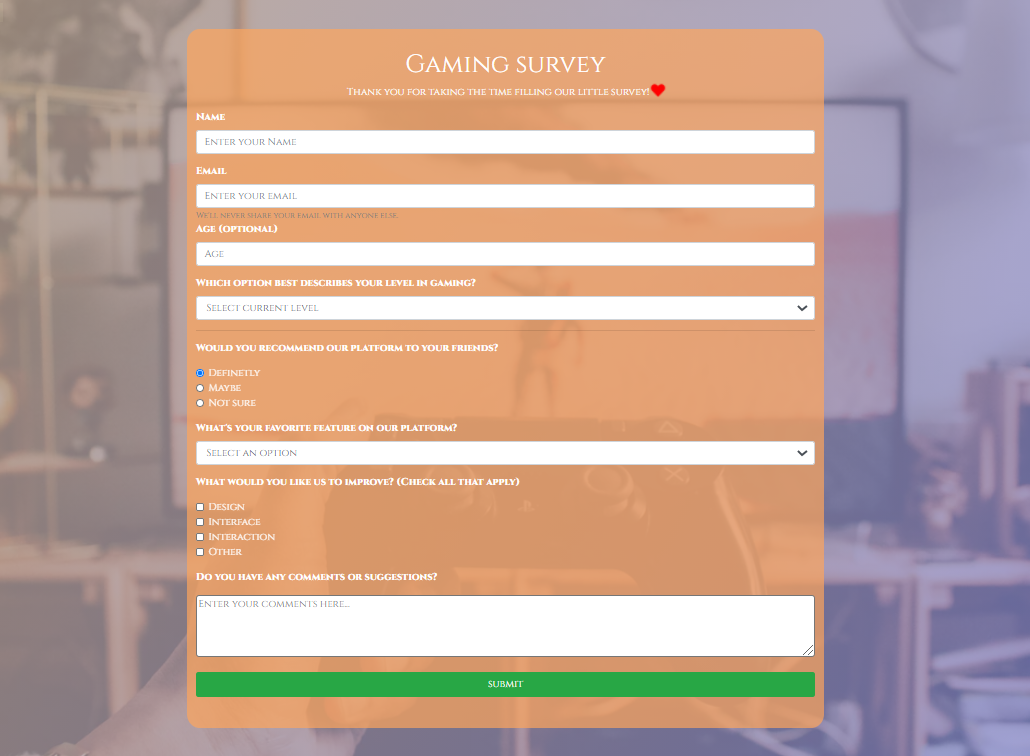 Gaming survey
Thank you for taking the time filling our little survey!
Name
Enter your Name
Email
Enter your email
We'll never share your email with anyone else.
Age (optional)
Age
Which option best describes your level in gaming?
Select current level
Would you recommend our platform to your friends?
Definetly
Maybe
Not sure
What's your favorite feature on our platform?
Select an option
What would you like us to improve? (Check all that apply)
Design
Interface
Interaction
Other
Do you have any comments or suggestions?
Enter your comments here...
submit